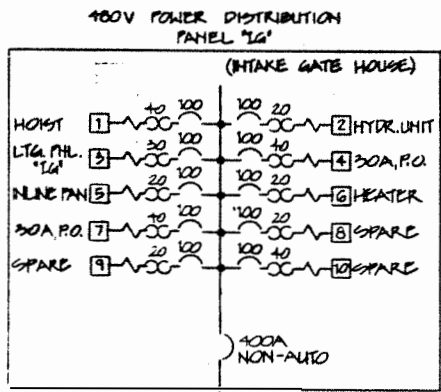 480V POWER DISTRIBUTION
PANEL "IG"
(INTAKE GATE HOUSE)
HOIST 1 40 100 100 20 2 HYDR. UNIT
LTG. PNL. "IG" 3 30 100 100 40 4 30A, P.O.
INLINE FAN 5 20 100 100 20 6 HEATER
30A, P.O. 7 40 100 100 20 8 SPARE
SPARE 9 20 100 100 40 10 SPARE
400A
NON-AUTO